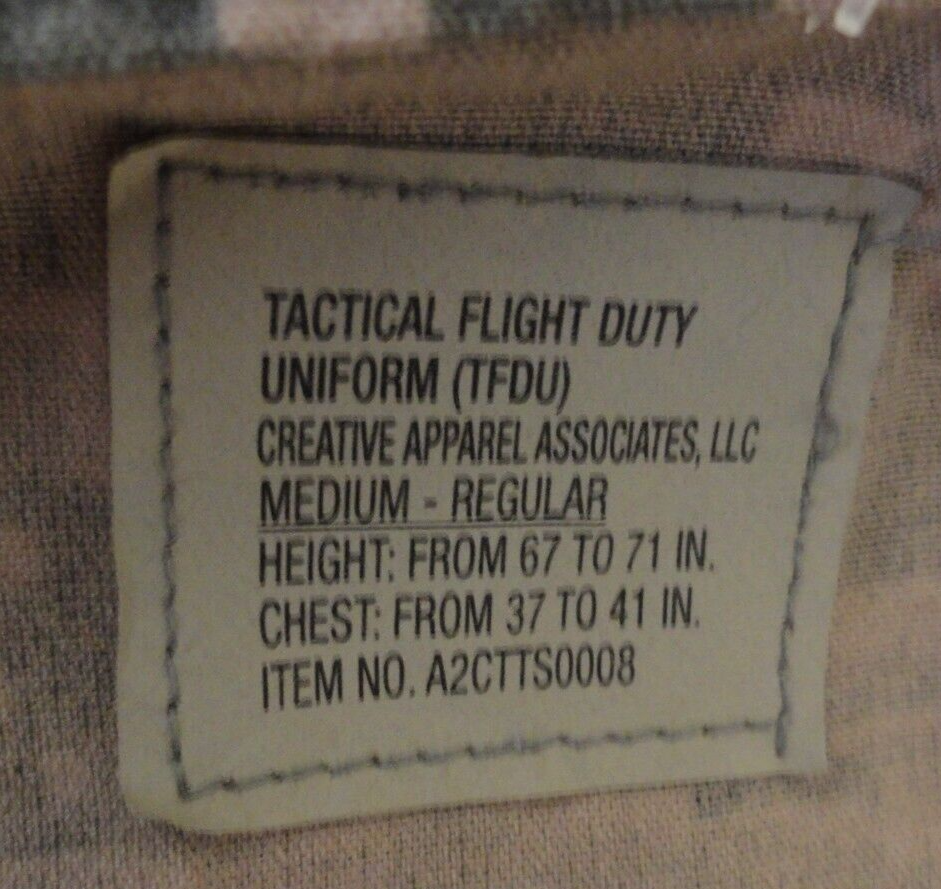 TACTICAL FLIGHT DUTY
UNIFORM (TFDU)
CREATIVE APPAREL ASSOCIATES, LLC
MEDIUM - REGULAR
HEIGHT: FROM 67 TO 71 IN.
CHEST: FROM 37 TO 41 IN.
ITEM NO. A2CTTS0008